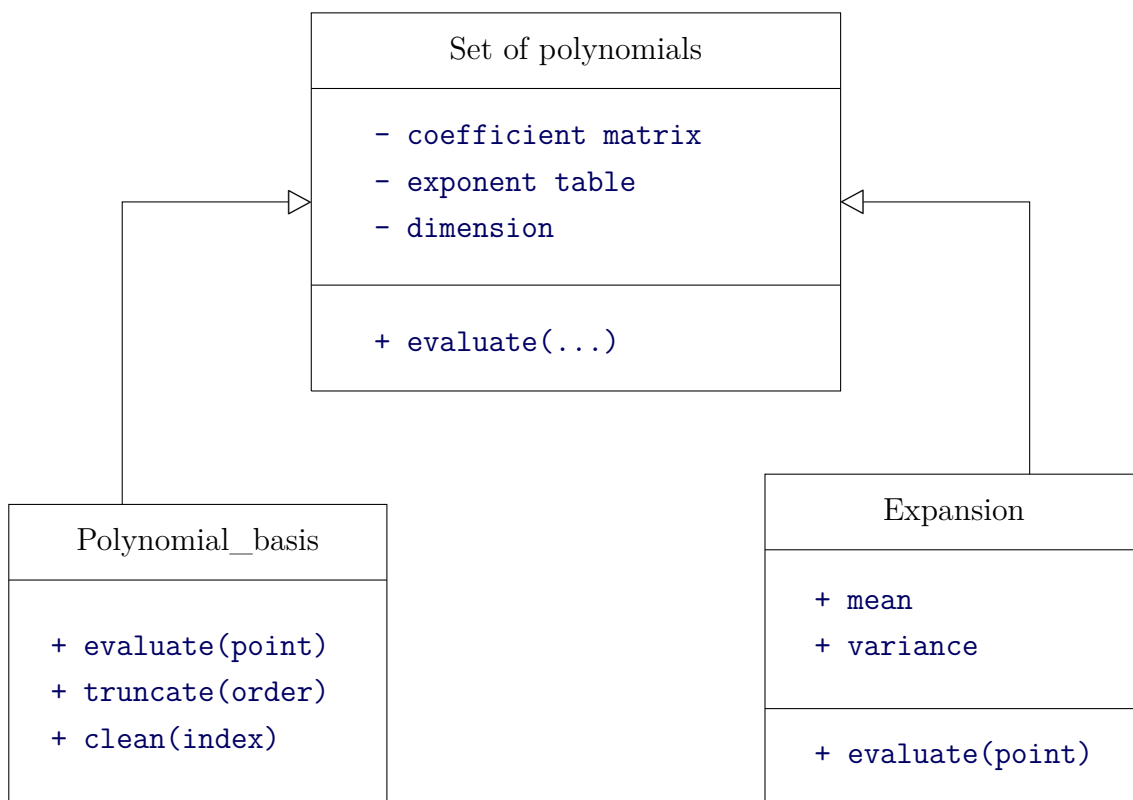 Set of polynomials
- coefficient matrix
- exponent table
- dimension
+ evaluate(...)
Polynomial_basis
+ evaluate(point)
+ truncate(order)
+ clean(index)
Expansion
+ mean
+ variance
+ evaluate(point)